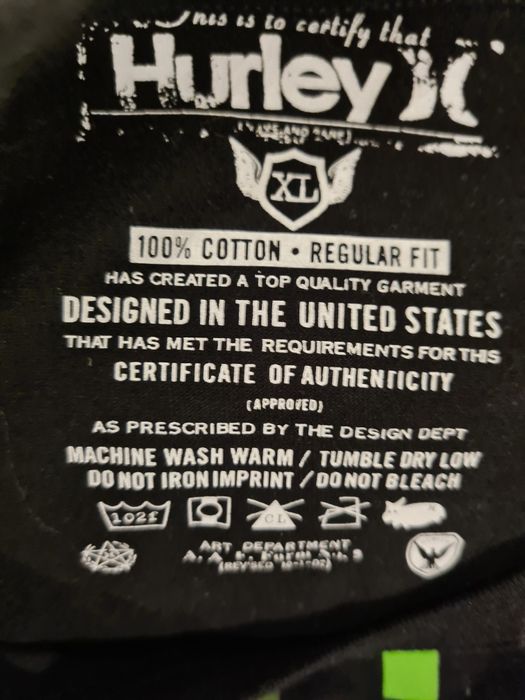 This is to certify that
Hurley
XL
100% COTTON • REGULAR FIT
HAS CREATED A TOP QUALITY GARMENT
DESIGNED IN THE UNITED STATES
THAT HAS MET THE REQUIREMENTS FOR THIS
CERTIFICATE OF AUTHENTICITY
(APPROVED)
AS PRESCRIBED BY THE DESIGN DEPT
MACHINE WASH WARM / TUMBLE DRY LOW
DO NOT IRON IMPRINT / DO NOT BLEACH
1021
CL
ART DEPARTMENT